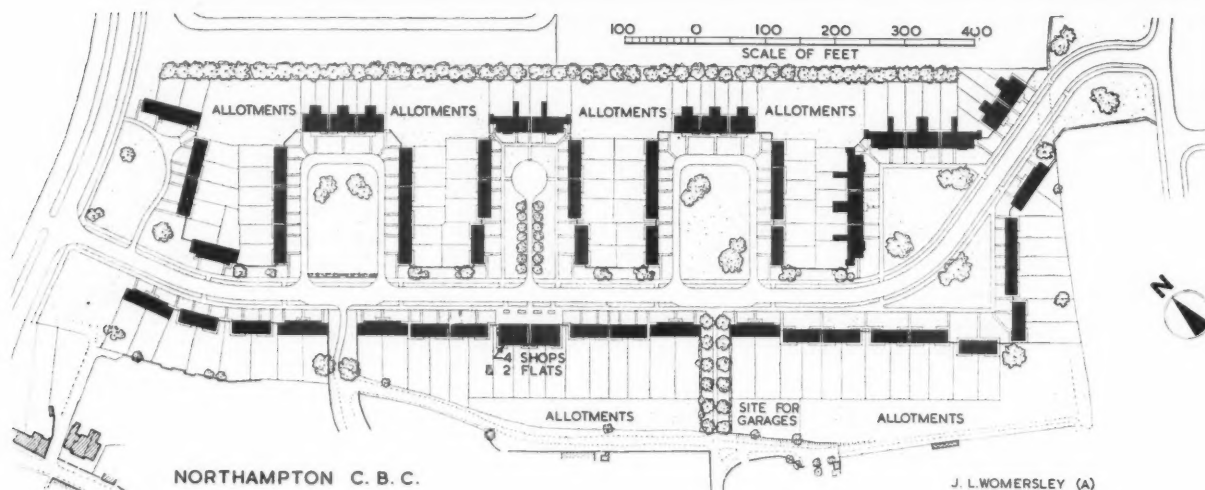 100 0 100 200 300 400
SCALE OF FEET
ALLOTMENTS ALLOTMENTS ALLOTMENTS ALLOTMENTS
N
4 SHOPS
& 2 FLATS
ALLOTMENTS
SITE FOR
GARAGES
ALLOTMENTS
NORTHAMPTON C. B. C.
J. L. WOMERSLEY (A)